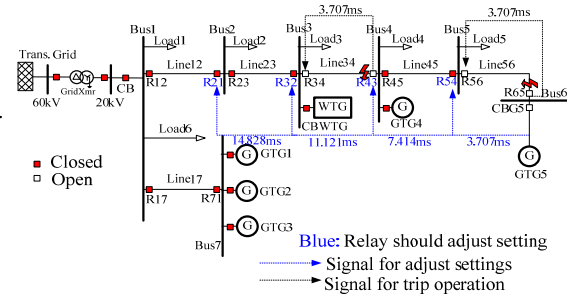 3.707ms
3.707ms
Bus1
Bus2
Bus3
Bus4
Bus5
Load1
Load2
Load3
Load4
Load5
Trans. Grid
Line12
Line23
Line34
Line45
Line56
GridXmr
CB
R12
R21
R23
R32
R34
R43
R45
R54
R56
60kV
20kV
R65
Bus6
WTG
G
CBG5
CBWTG
GTG4
Load6
14.828ms
11.121ms
7.414ms
3.707ms
G
GTG1
G
GTG5
Closed
Open
Line17
G
GTG2
R17
R71
G
GTG3
Bus7
Blue: Relay should adjust setting
Signal for adjust settings
Signal for trip operation